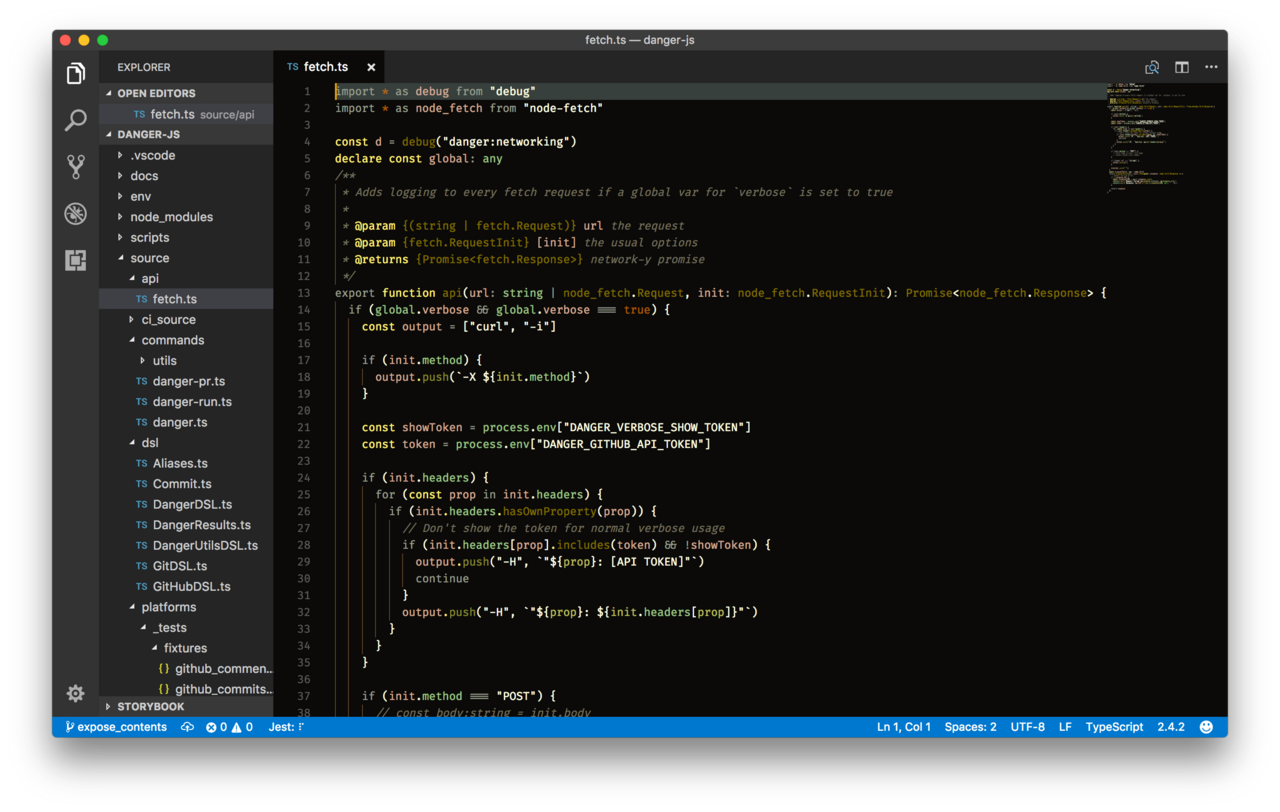 fetch.ts — danger-js
EXPLORER
OPEN EDITORS
fetch.ts source/api
DANGER-JS
.vscode
docs
env
node_modules
scripts
source
api
TS fetch.ts
ci_source
commands
utils
TS danger-pr.ts
TS danger-run.ts
TS danger.ts
dsl
TS Aliases.ts
TS Commit.ts
TS DangerDSL.ts
TS DangerResults.ts
TS DangerUtilsDSL.ts
TS GitDSL.ts
TS GitHubDSL.ts
platforms
_tests
fixtures
{} github_commen...
{} github_commits...
STORYBOOK
TS fetch.ts ×
1 import * as debug from "debug"
2 import * as node_fetch from "node-fetch"
3
4 const d = debug("danger:networking")
5 declare const global: any
6 /**
7 * Adds logging to every fetch request if a global var for `verbose` is set to true
8 *
9 * @param {(string | fetch.Request)} url the request
10 * @param {fetch.RequestInit} [init] the usual options
11 * @returns {Promise<fetch.Response>} network-y promise
12 */
13 export function api(url: string | node_fetch.Request, init: node_fetch.RequestInit): Promise<node_fetch.Response> {
14 if (global.verbose && global.verbose === true) {
15 const output = ["curl", "-i"]
16
17 if (init.method) {
18 output.push(`-X ${init.method}`)
19 }
20
21 const showToken = process.env["DANGER_VERBOSE_SHOW_TOKEN"]
22 const token = process.env["DANGER_GITHUB_API_TOKEN"]
23
24 if (init.headers) {
25 for (const prop in init.headers) {
26 if (init.headers.hasOwnProperty(prop)) {
27 // Don't show the token for normal verbose usage
28 if (init.headers[prop].includes(token) && !showToken) {
29 output.push("-H", `"${prop}: [API TOKEN]"`)
30 continue
31 }
32 output.push("-H", `"${prop}: ${init.headers[prop]}"`)
33 }
34 }
35 }
36
37 if (init.method === "POST") {
38 // const body:string = init.body
expose_contents 0 0 Jest:
Ln 1, Col 1 Spaces: 2 UTF-8 LF TypeScript 2.4.2